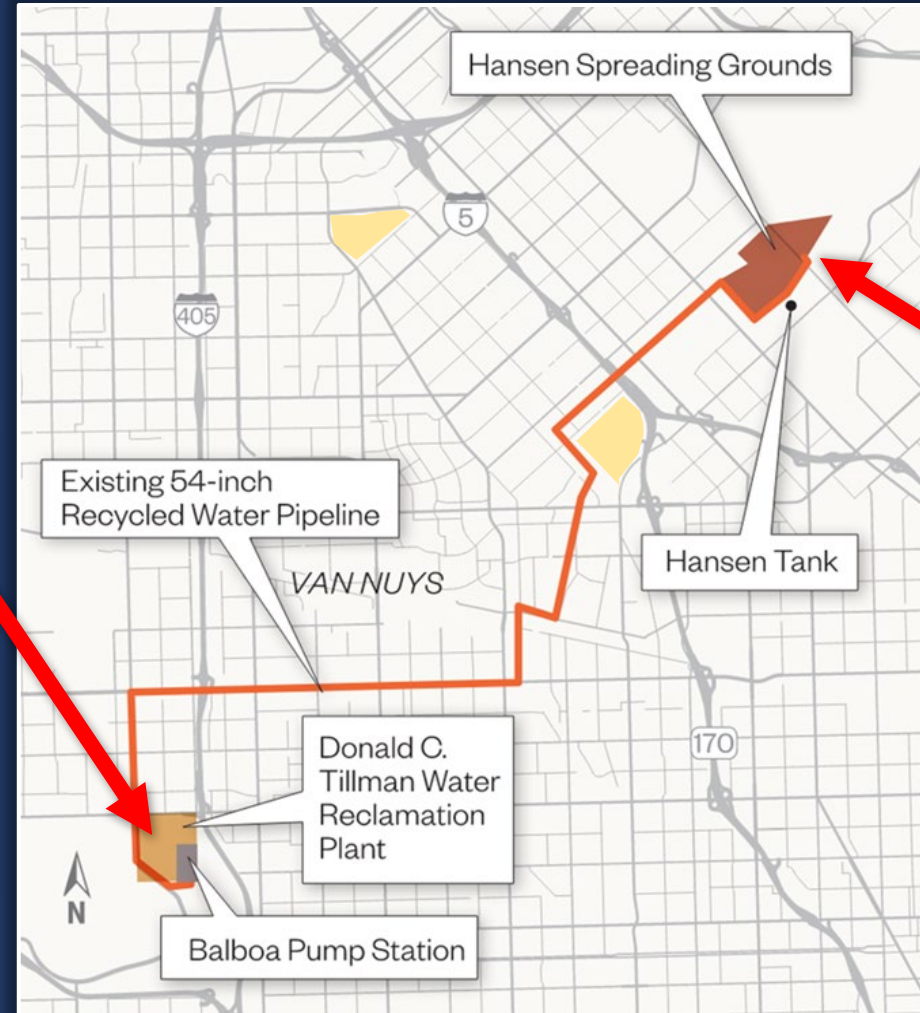 Hansen Spreading Grounds
5
405
Existing 54-inch
Recycled Water Pipeline
VAN NUYS
Hansen Tank
170
Donald C.
Tillman Water
Reclamation
Plant
N
Balboa Pump Station